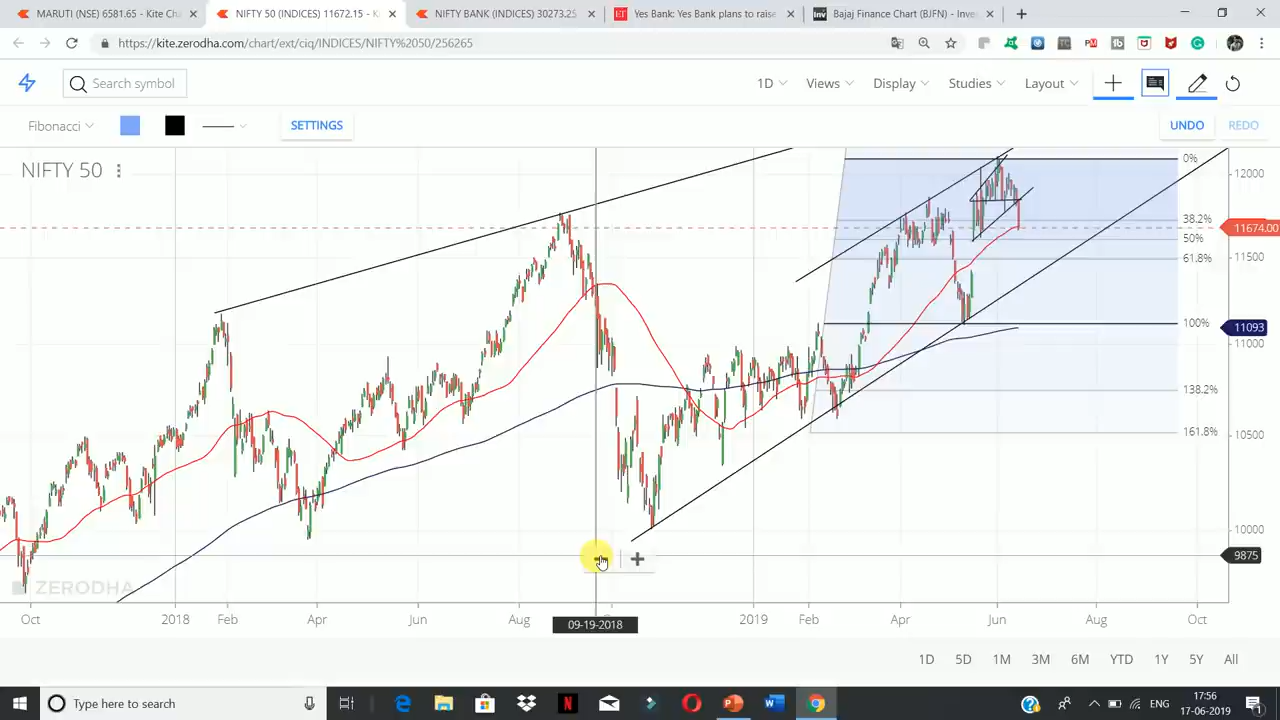 MARUTI (NSE) 6581.65 - Kite Ch
NIFTY 50 (INDICES) 11672.15 - K
NIFTY BANK (INDICES) 30273.25
Yes Bank: Yes Bank plans to raise
Bajaj Finance Chart (BJFN) - Inve
https://kite.zerodha.com/chart/ext/ciq/INDICES/NIFTY%2050/256265
Search symbol
1D Views Display Studies Layout
Fibonacci SETTINGS UNDO REDO
NIFTY 50
0%
12000
38.2%
11674.00
50%
61.8%
11500
100%
11093
11000
138.2%
161.8%
10500
10000
9875
ZERODHA
Oct 2018 Feb Apr Jun Aug 2019 Feb Apr Jun Aug Oct
09-19-2018
1D 5D 1M 3M 6M YTD 1Y 5Y All
Type here to search
ENG
17:56
17-06-2019